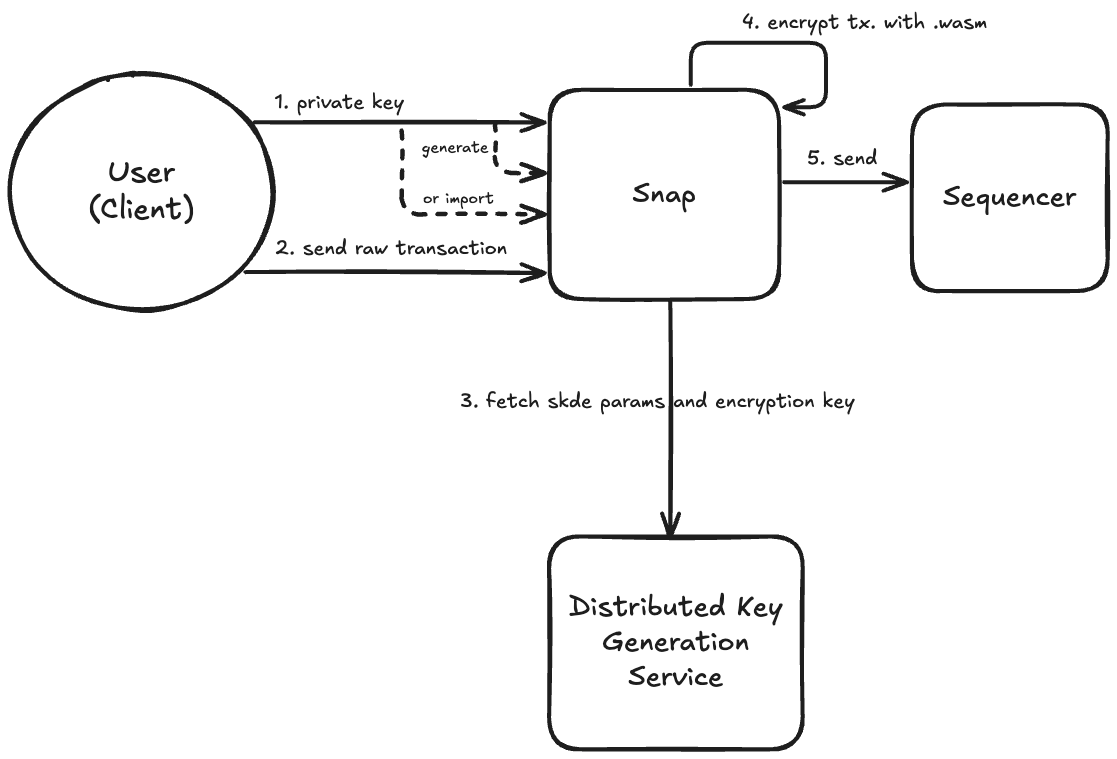 4. encrypt tx. with .wasm
1. private key
generate
or import
2. send raw transaction
User
(Client)
Snap
5. send
Sequencer
3. fetch skde params and encryption key
Distributed Key
Generation
Service